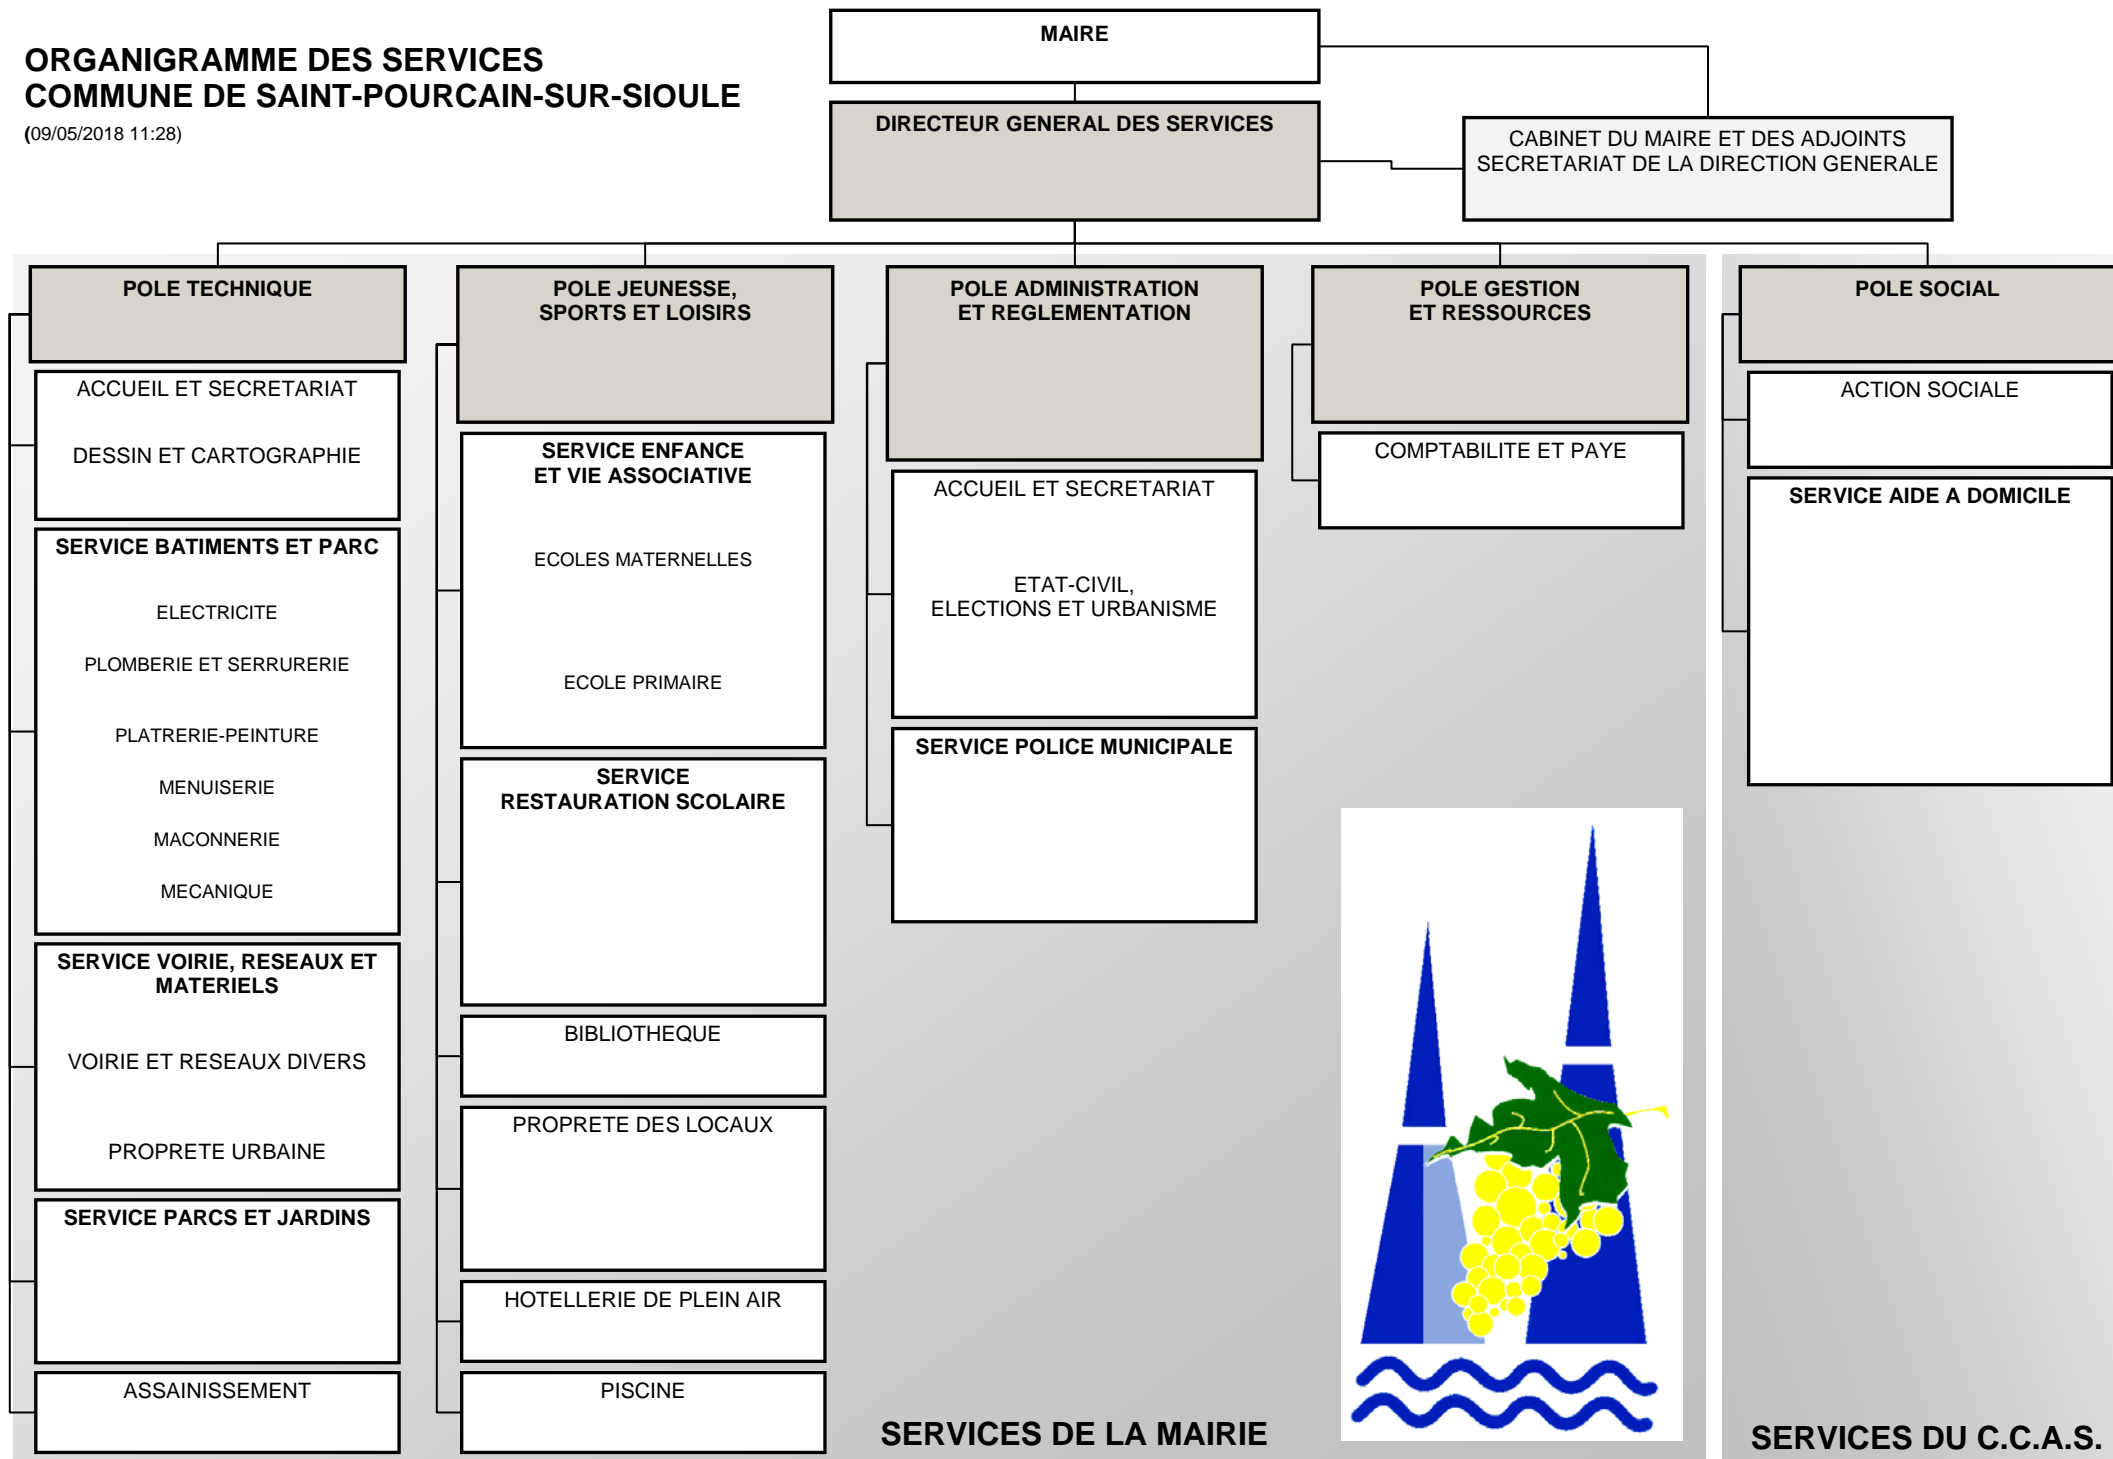 ORGANIGRAMME DES SERVICES
COMMUNE DE SAINT-POURCAIN-SUR-SIOULE
(09/05/2018 11:28)
MAIRE
DIRECTEUR GENERAL DES SERVICES
CABINET DU MAIRE ET DES ADJOINTS
SECRETARIAT DE LA DIRECTION GENERALE
POLE TECHNIQUE
ACCUEIL ET SECRETARIAT
DESSIN ET CARTOGRAPHIE
SERVICE BATIMENTS ET PARC
ELECTRICITE
PLOMBERIE ET SERRURERIE
PLATRERIE-PEINTURE
MENUISERIE
MACONNERIE
MECANIQUE
SERVICE VOIRIE, RESEAUX ET
MATERIELS
VOIRIE ET RESEAUX DIVERS
PROPRETE URBAINE
SERVICE PARCS ET JARDINS
ASSAINISSEMENT
POLE JEUNESSE,
SPORTS ET LOISIRS
SERVICE ENFANCE
ET VIE ASSOCIATIVE
ECOLES MATERNELLES
ECOLE PRIMAIRE
SERVICE
RESTAURATION SCOLAIRE
BIBLIOTHEQUE
PROPRETE DES LOCAUX
HOTELLERIE DE PLEIN AIR
PISCINE
POLE ADMINISTRATION
ET REGLEMENTATION
ACCUEIL ET SECRETARIAT
ETAT-CIVIL,
ELECTIONS ET URBANISME
SERVICE POLICE MUNICIPALE
POLE GESTION
ET RESSOURCES
COMPTABILITE ET PAYE
SERVICES DE LA MAIRIE
POLE SOCIAL
ACTION SOCIALE
SERVICE AIDE A DOMICILE
SERVICES DU C.C.A.S.